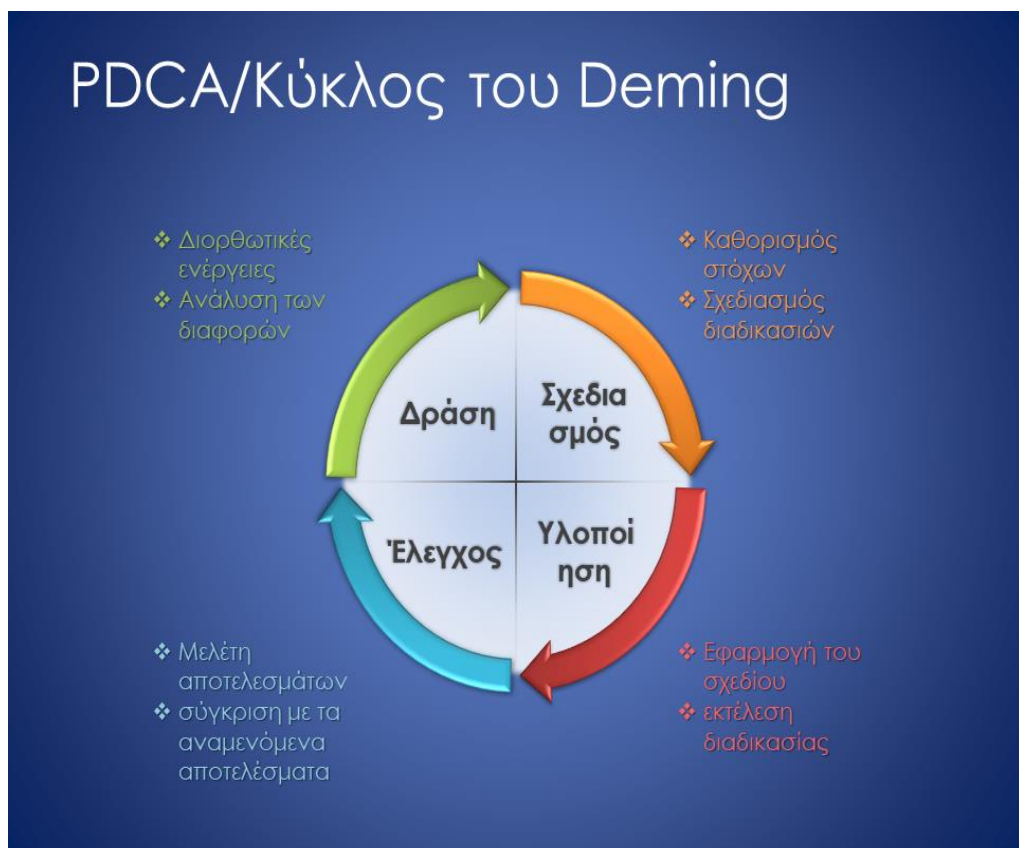 PDCA/Κύκλος του Deming
❖ Διορθωτικές
ενέργειες
❖ Ανάλυση των
διαφορών
❖ Καθορισμός
στόχων
❖ Σχεδιασμός
διαδικασιών
Δράση
Σχεδια
σμός
Έλεγχος
Υλοποί
ηση
❖ Μελέτη
αποτελεσμάτων
❖ σύγκριση με τα
αναμενόμενα
αποτελέσματα
❖ Εφαρμογή του
σχεδίου
❖ εκτέλεση
διαδικασίας